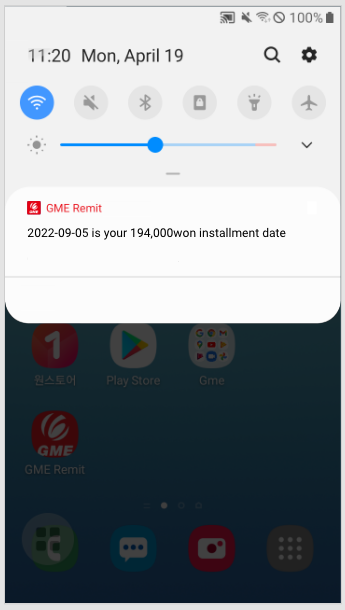 100%
11:20 Mon, April 19
GME Remit
2022-09-05 is your 194,000won installment date
원스토어
Play Store
Gme
GME
GME Remit